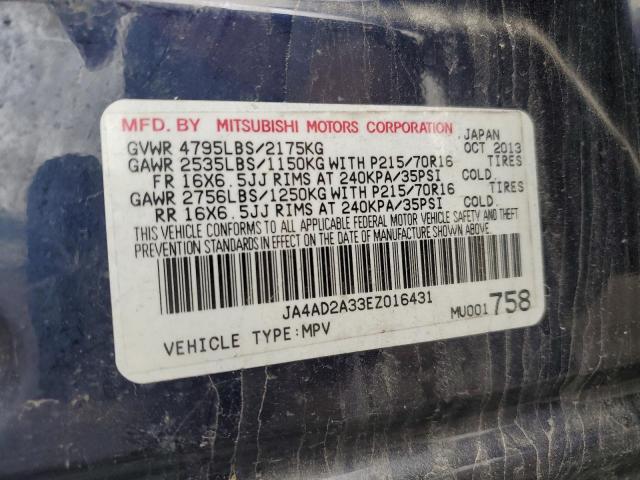 MFD. BY MITSUBISHI MOTORS CORPORATION JAPAN
GVWR 4795LBS/2175KG OCT 2013
GAWR 2535LBS/1150KG WITH P215/70R16 TIRES
FR 16X6.5JJ RIMS AT 240KPA/35PSI COLD.
GAWR 2756LBS/1250KG WITH P215/70R16 TIRES
RR 16X6.5JJ RIMS AT 240KPA/35PSI COLD.
THIS VEHICLE CONFORMS TO ALL APPLICABLE FEDERAL MOTOR VEHICLE SAFETY AND THEFT
PREVENTION STANDARDS IN EFFECT ON THE DATE OF MANUFACTURE SHOWN ABOVE.
JA4AD2A33EZ016431
MU001758
VEHICLE TYPE:MPV